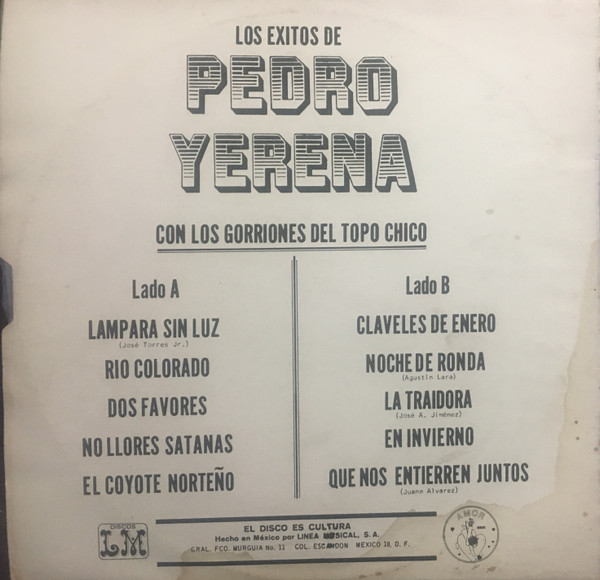 LOS EXITOS DE
PEDRO
YERENA
CON LOS GORRIONES DEL TOPO CHICO
Lado A
LAMPARA SIN LUZ
(José Torres Jr.)
RIO COLORADO
DOS FAVORES
NO LLORES SATANAS
EL COYOTE NORTEÑO
Lado B
CLAVELES DE ENERO
NOCHE DE RONDA
(Agustín Lara)
LA TRAIDORA
(José A. Jiménez)
EN INVIERNO
QUE NOS ENTIERREN JUNTOS
(Juann Alvarez)
DISCOS
LM
EL DISCO ES CULTURA
Hecho en México por LINEA MUSICAL, S.A.
GRAL. FCO. MURGUIA No. 11 COL. ESCANDON MEXICO 18, D. F.
AMOR